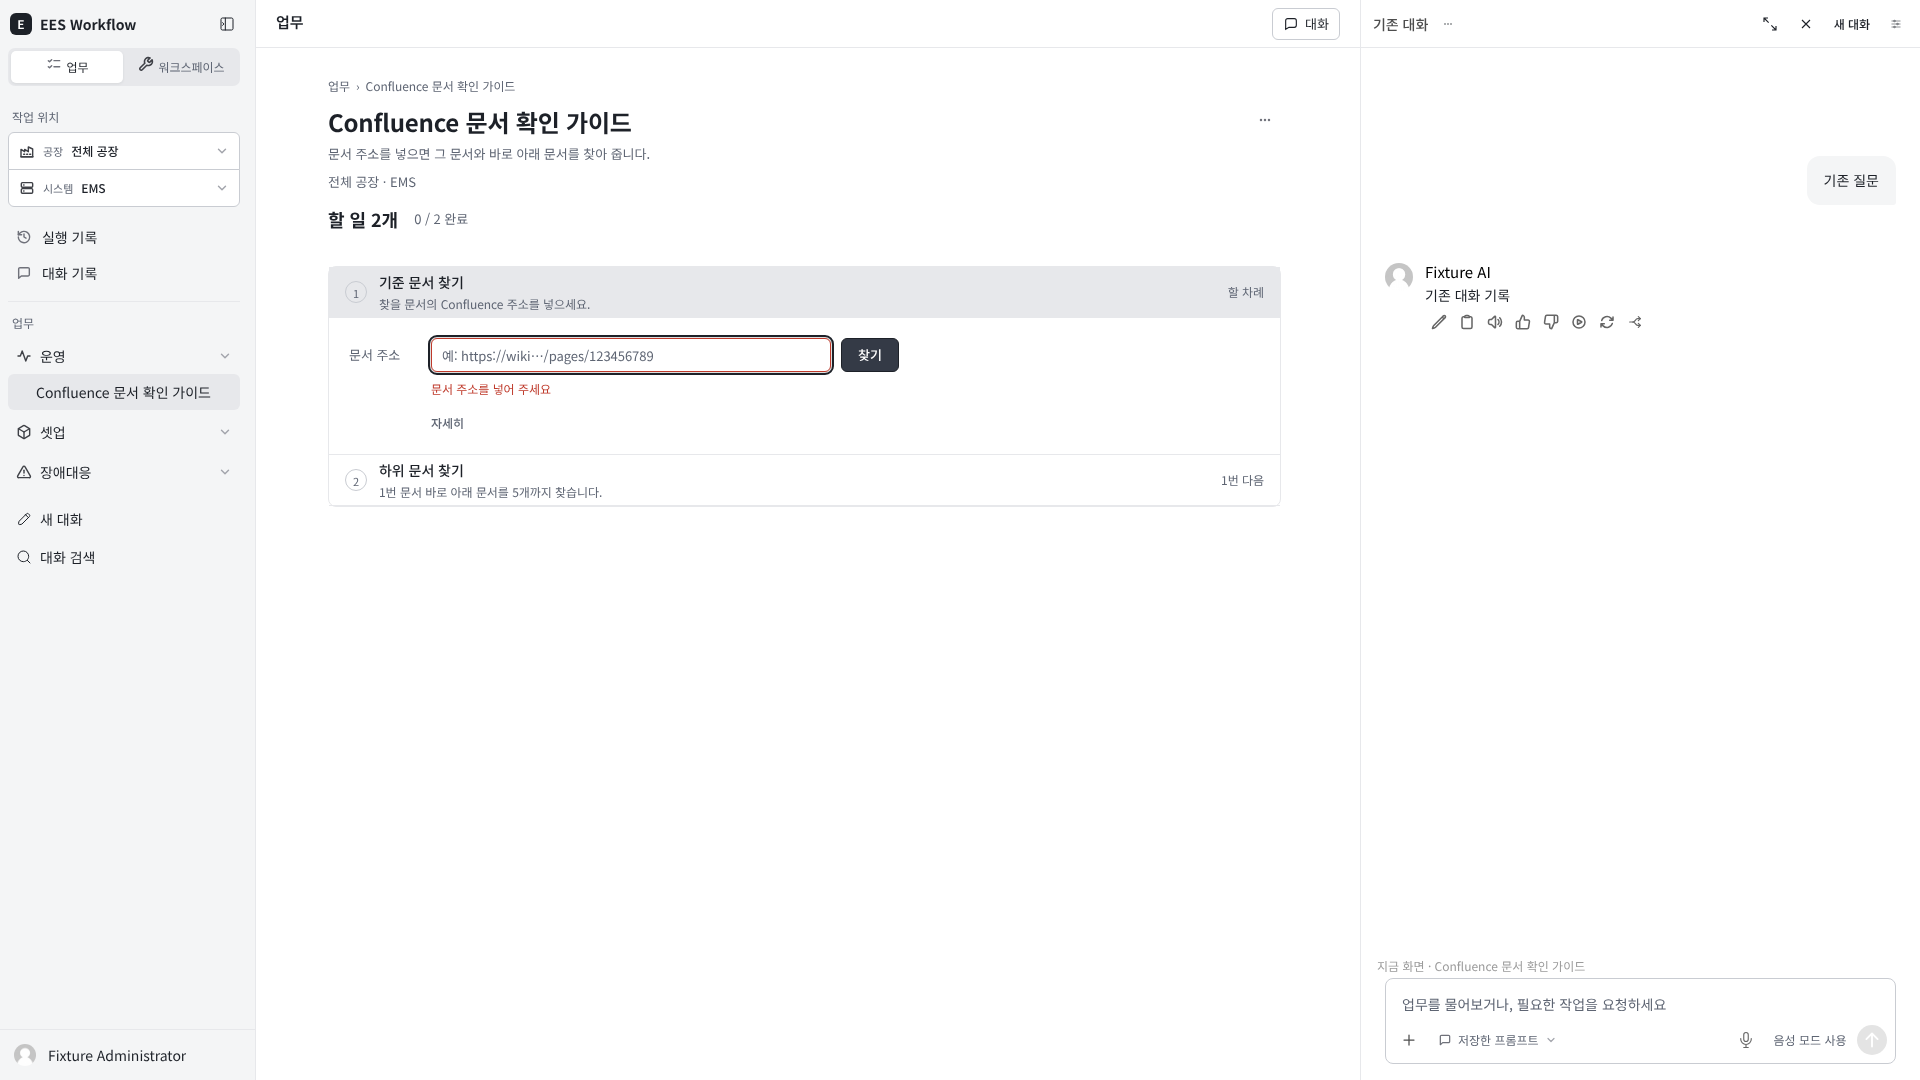 E EES Workflow
업무
워크스페이스
작업 위치
공장 전체 공장
시스템 EMS
실행 기록
대화 기록
업무
운영
Confluence 문서 확인 가이드
셋업
장애대응
새 대화
대화 검색
Fixture Administrator
업무
대화
업무 › Confluence 문서 확인 가이드
Confluence 문서 확인 가이드
...
문서 주소를 넣으면 그 문서와 바로 아래 문서를 찾아 줍니다.
전체 공장 · EMS
할 일 2개 0 / 2 완료
1 기준 문서 찾기
찾을 문서의 Confluence 주소를 넣으세요.
할 차례
문서 주소
예: https://wiki···/pages/123456789
찾기
문서 주소를 넣어 주세요
자세히
2 하위 문서 찾기
1번 문서 바로 아래 문서를 5개까지 찾습니다.
1번 다음
기존 대화 ...
새 대화
기존 질문
Fixture AI
기존 대화 기록
지금 화면 · Confluence 문서 확인 가이드
업무를 물어보거나, 필요한 작업을 요청하세요
저장한 프롬프트
음성 모드 사용